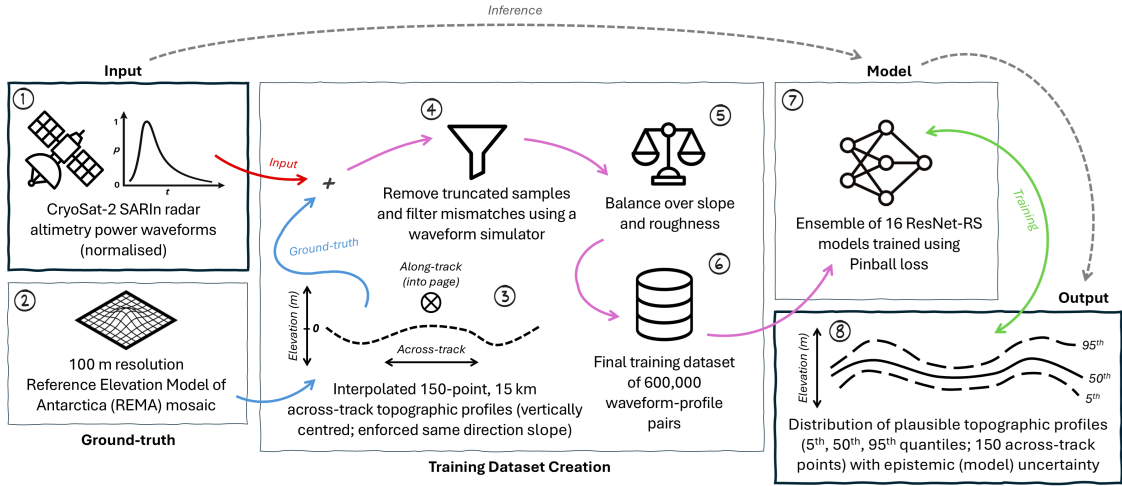 Inference
Input
1
1
P
0
t
CryoSat-2 SARIn radar
altimetry power waveforms
(normalised)
2
100 m resolution
Reference Elevation Model of
Antarctica (REMA) mosaic
Ground-truth
Input
+
Ground-truth
4
Remove truncated samples
and filter mismatches using a
waveform simulator
5
Balance over slope
and roughness
Along-track
(into page)
3
Elevation (m)
0
Across-track
Interpolated 150-point, 15 km
across-track topographic profiles (vertically
centred; enforced same direction slope)
6
Final training dataset
of 600,000
waveform-profile
pairs
Training Dataset Creation
Model
7
Ensemble of 16 ResNet-RS
models trained using
Pinball loss
Training
Output
8
Elevation (m)
95th
50th
5th
Distribution of plausible topographic profiles
(5th, 50th, 95th quantiles; 150 across-track
points) with epistemic (model) uncertainty